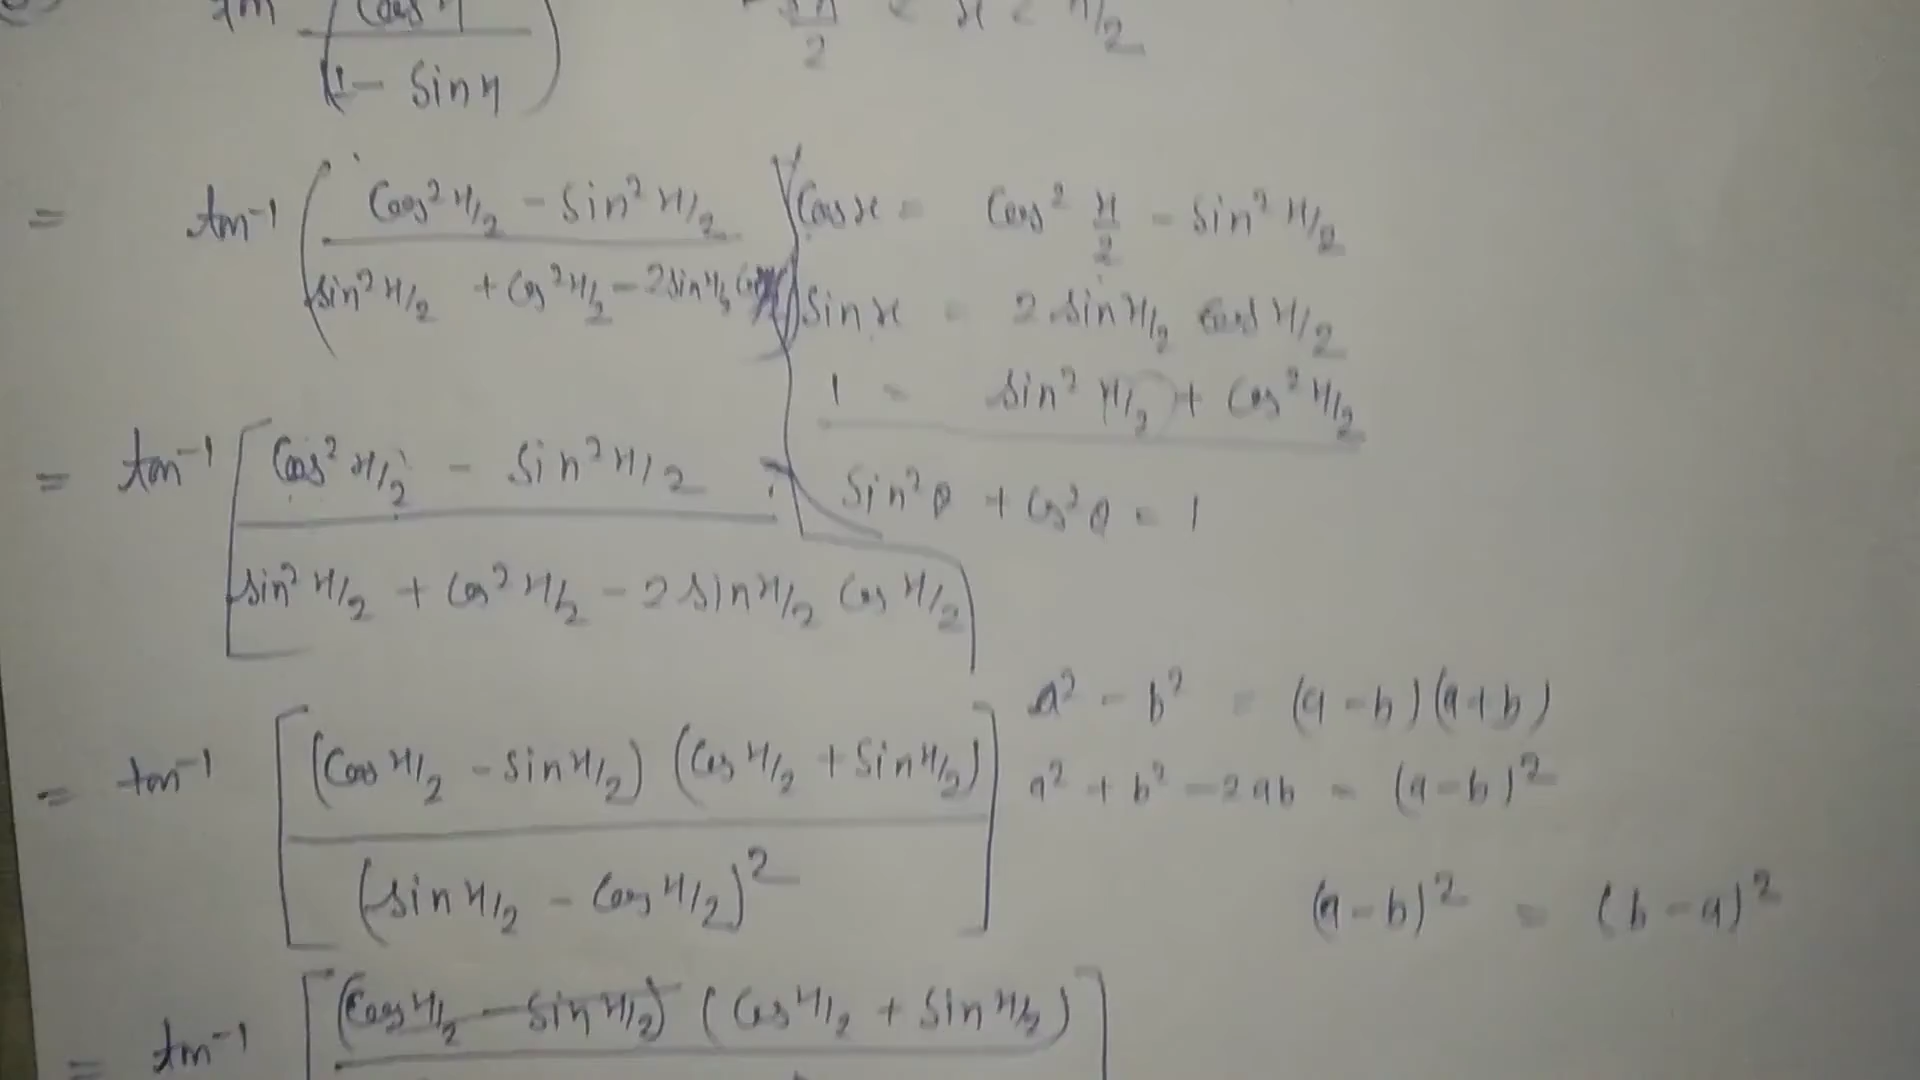 cos x -3π/2 < x < π/2
(1 - Sin x)
= tan⁻¹ ( Cos² x/2 - Sin² x/2 Cos x = Cos² x/2 - Sin² x/2
sin² x/2 + Cos² x/2 - 2 sin x/2 Sin x = 2 sin x/2 Cos x/2
1 = sin² x/2 + Cos² x/2
= tan⁻¹ [ Cos² x/2 - Sin² x/2
Sin² θ + Cos² θ = 1
sin² x/2 + Cos² x/2 - 2 sin x/2 Cos x/2 ]
a² - b² = (a - b) (a + b)
= tan⁻¹ [ (Cos x/2 - sin x/2) (Cos x/2 + Sin x/2) ] a² + b² - 2ab = (a - b)²
(sin x/2 - Cos x/2)² (a - b)² = (b - a)²
= tan⁻¹ [ (Cos x/2 - Sin x/2) (Cos x/2 + Sin x/2) ]